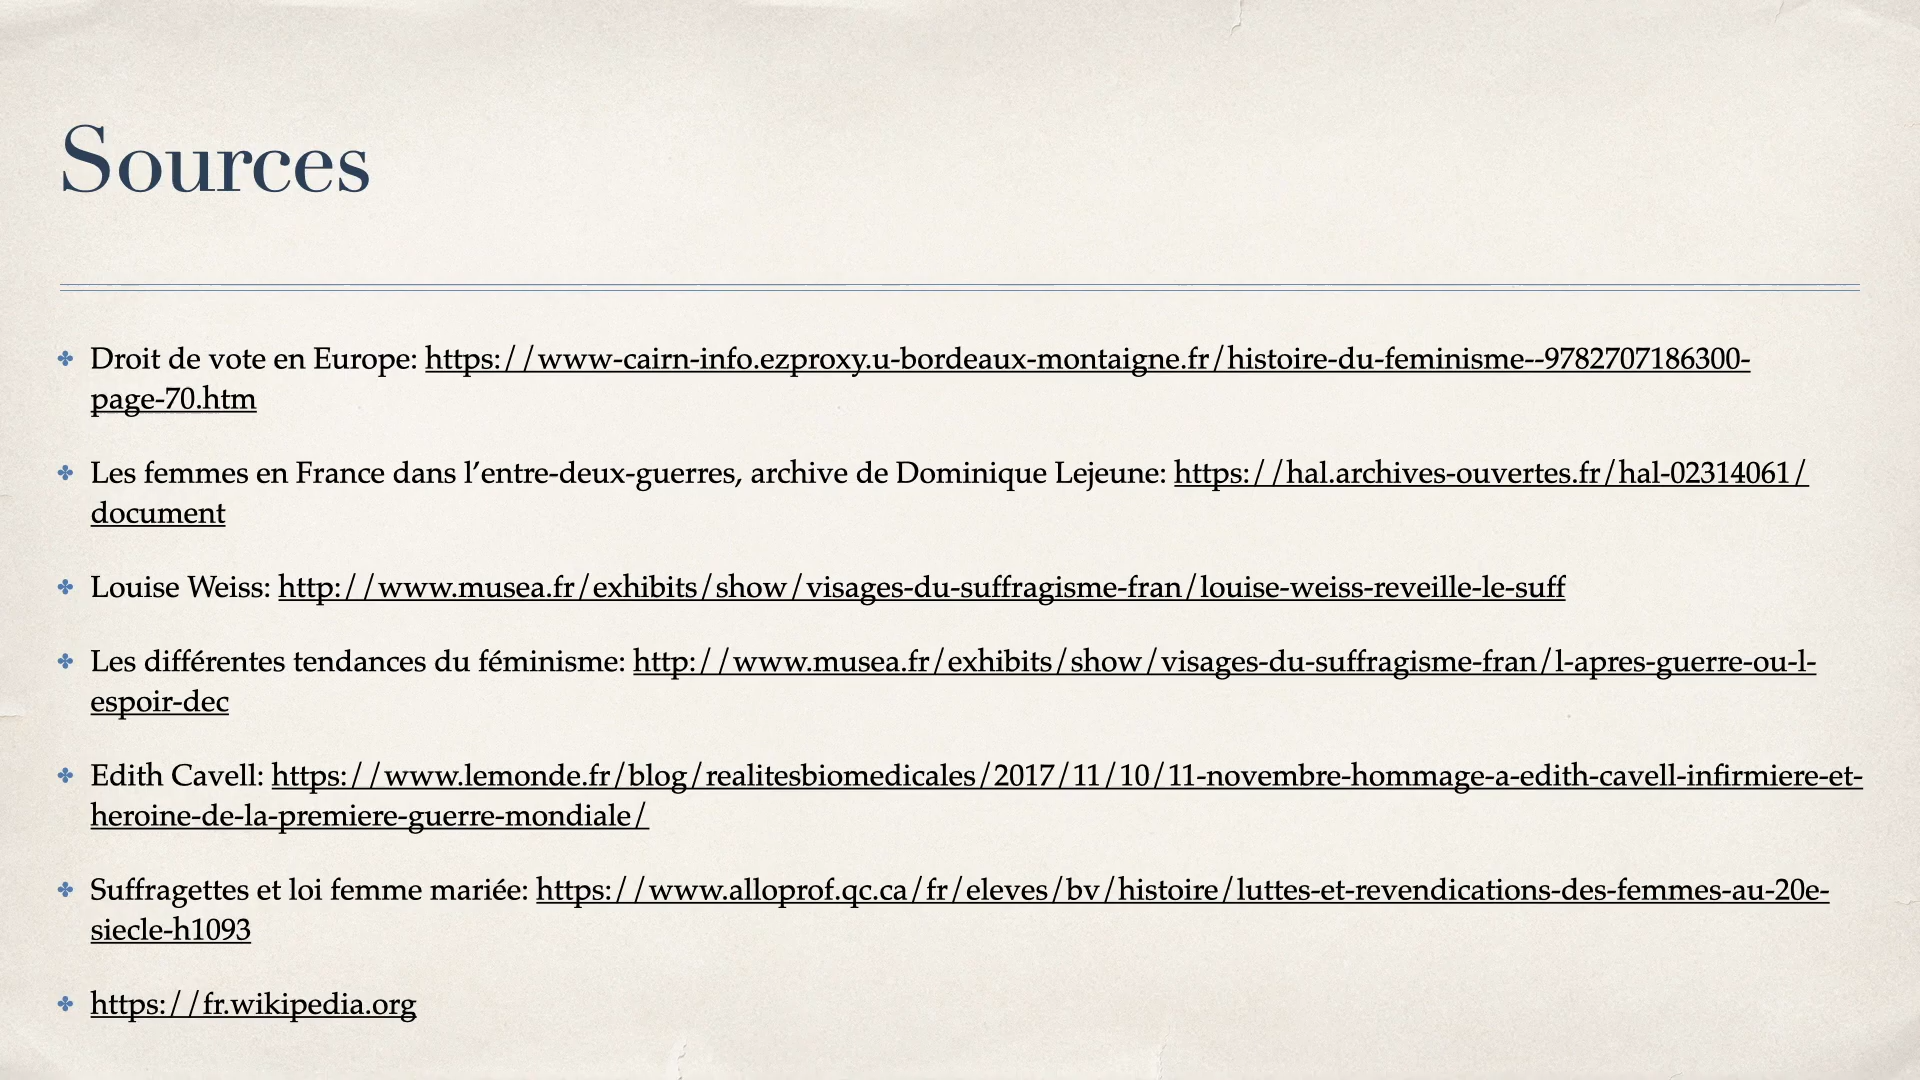 Sources
Droit de vote en Europe: https://www-cairn-info.ezproxy.u-bordeaux-montaigne.fr/histoire-du-feminisme--9782707186300-
page-70.htm
Les femmes en France dans l’entre-deux-guerres, archive de Dominique Lejeune: https://hal.archives-ouvertes.fr/hal-02314061/
document
Louise Weiss: http://www.musea.fr/exhibits/show/visages-du-suffragisme-fran/louise-weiss-reveille-le-suff
Les différentes tendances du féminisme: http://www.musea.fr/exhibits/show/visages-du-suffragisme-fran/l-apres-guerre-ou-l-
espoir-dec
Edith Cavell: https://www.lemonde.fr/blog/realitesbiomedicales/2017/11/10/11-novembre-hommage-a-edith-cavell-infirmiere-et-
heroine-de-la-premiere-guerre-mondiale/
Suffragettes et loi femme mariée: https://www.alloprof.qc.ca/fr/eleves/bv/histoire/luttes-et-revendications-des-femmes-au-20e-
siecle-h1093
https://fr.wikipedia.org